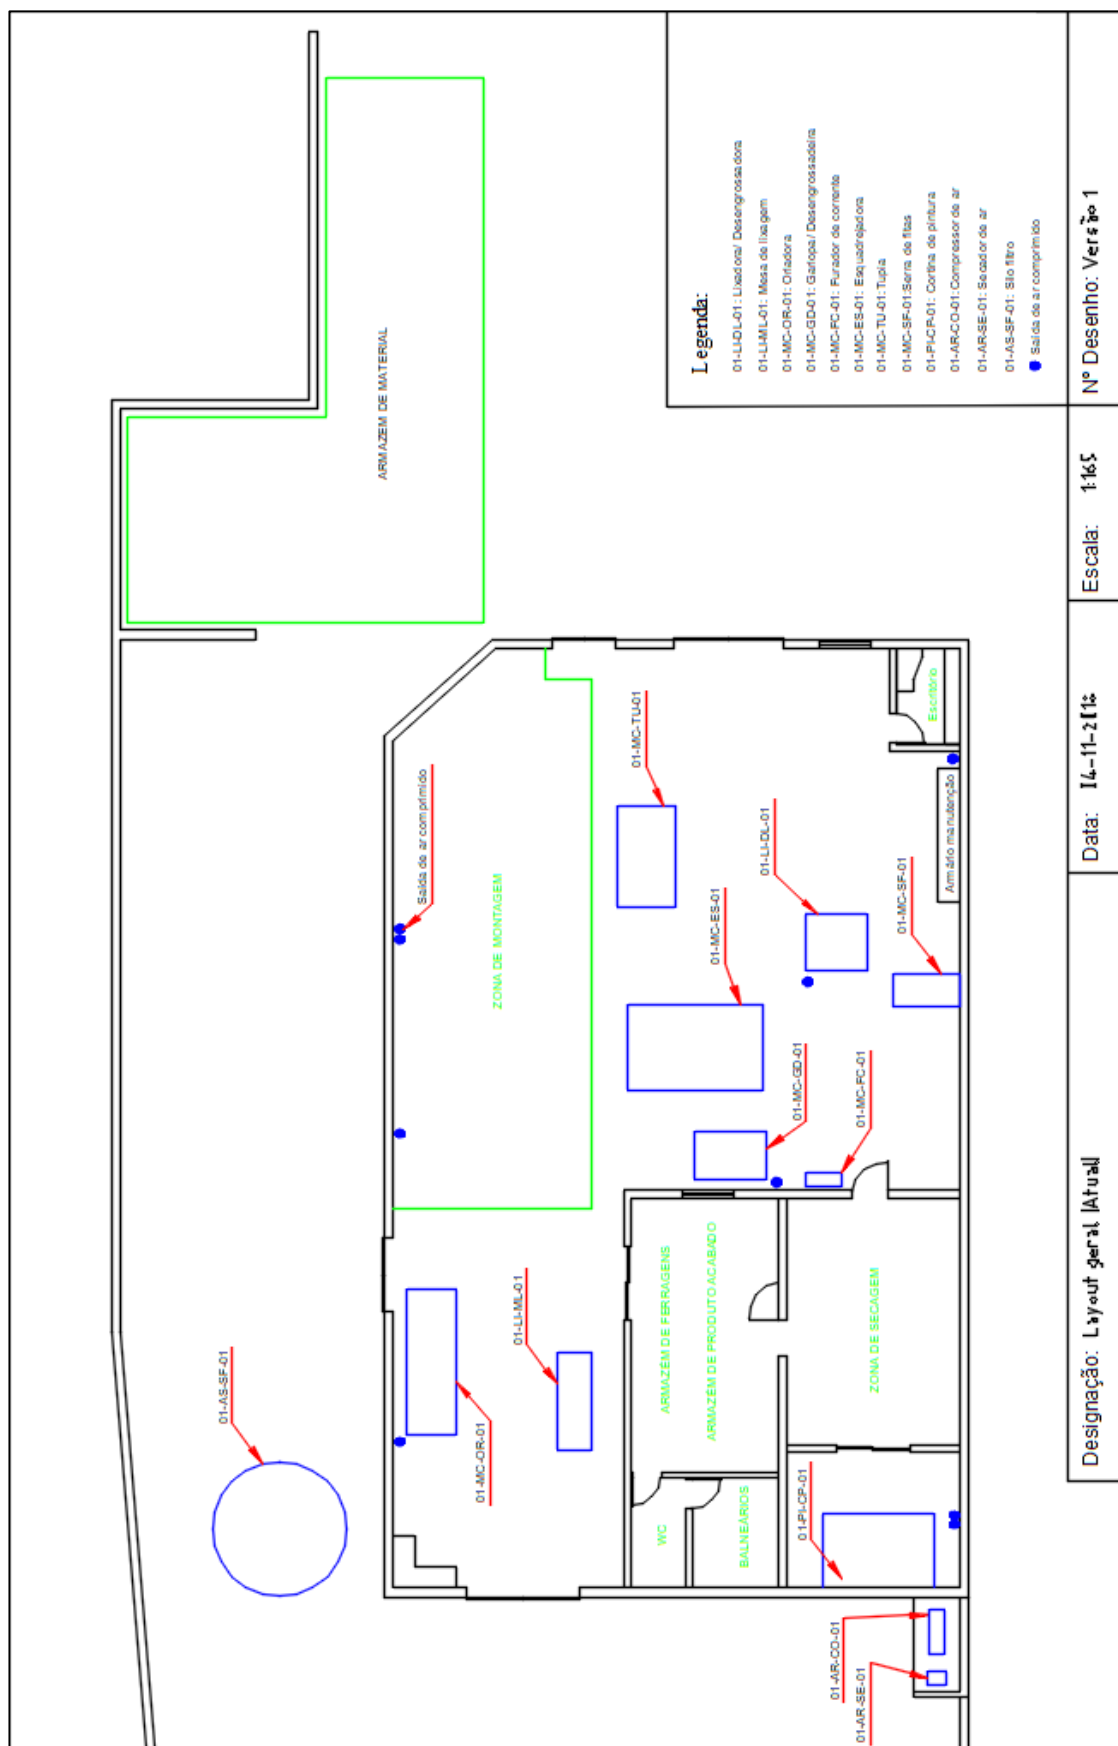 ARMAZEM DE MATERIAL
Legenda:
01-LI-DL-01: Lixadora/ Desengrossadora
01-LI-ML-01: Mesa de lixagem
01-MC-OR-01: Orladora
01-MC-GD-01: Garlopa/ Desengrossadeira
01-MC-FC-01: Furador de corrente
01-MC-ES-01: Esquadrejadora
01-MC-TU-01:Tupia
01-MC-SF-01:Serra de fitas
01-PI-CP-01: Cortina de pintura
01-AR-CO-01:Compressor de ar
01-AR-SE-01: Secador de ar
01-AS-SF-01: Silo filtro
Saída de ar comprimido
01-AS-SF-01
Saída de ar comprimido
ZONA DE MONTAGEM
01-MC-OR-01
01-LI-ML-01
01-MC-TU-01
01-MC-ES-01
01-LI-DL-01
01-MC-GD-01
01-MC-FC-01
01-MC-SF-01
Escritório
Armário manutenção
ARMAZÉM DE FERRAGENS
ARMAZÉM DE PRODUTO ACABADO
ZONA DE SECAGEM
WC
BALNEÁRIOS
01-PI-CP-01
01-AR-CO-01
01-AR-SE-01
Designação: Layout geral (Atual)
Data:
Escala: 1:165
Nº Desenho: Versão 1